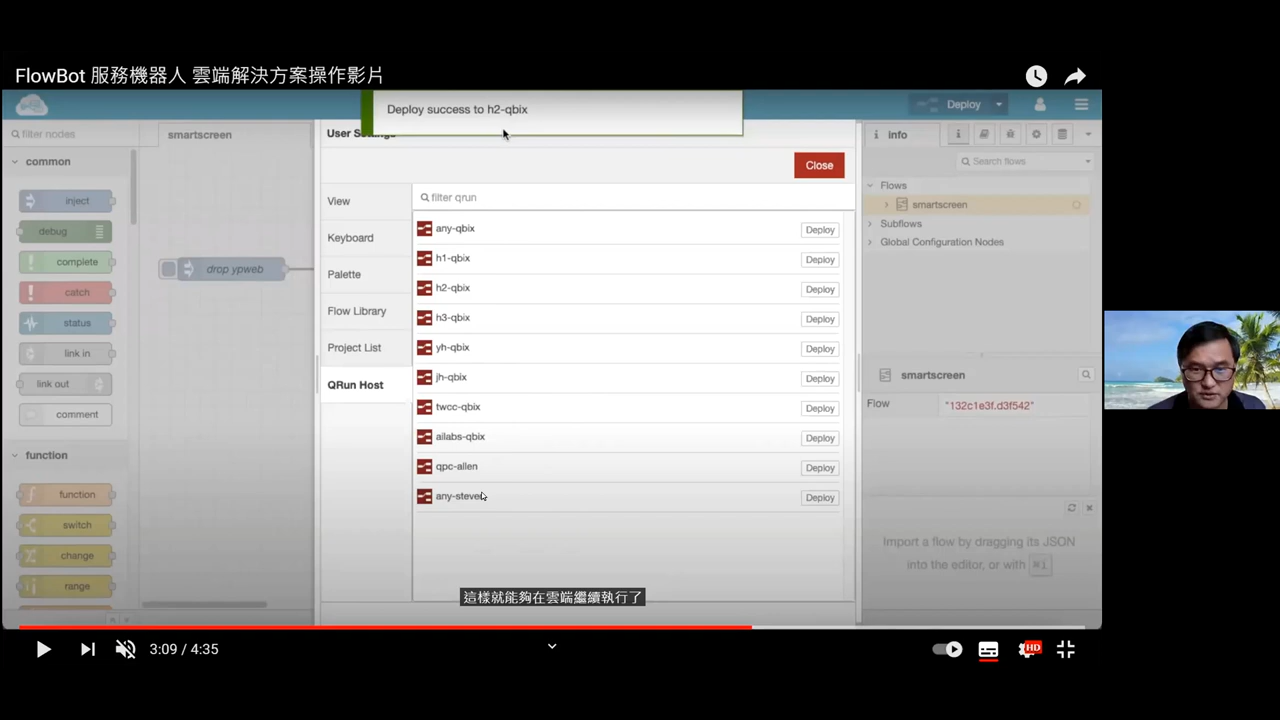 FlowBot 服務機器人 雲端解決方案操作影片
Deploy success to h2-qbix
Deploy
filter nodes
smartscreen
User Settings
info
common
Close
Search flows
inject
View
filter qrun
Flows
debug
any-qbix
Deploy
smartscreen
Keyboard
Subflows
complete
h1-qbix
Deploy
Global Configuration Nodes
drop ypweb
Palette
catch
h2-qbix
Deploy
Flow Library
status
h3-qbix
Deploy
Project List
link in
yh-qbix
Deploy
QRun Host
link out
jh-qbix
Deploy
smartscreen
comment
twcc-qbix
Deploy
Flow
"132c1e3f.d3f542"
function
ailabs-qbix
Deploy
function
qpc-allen
Deploy
switch
any-steven
Deploy
change
Import a flow by dragging its JSON
into the editor, or with ⌘i
range
這樣就能夠在雲端繼續執行了
3:09 / 4:35
HD